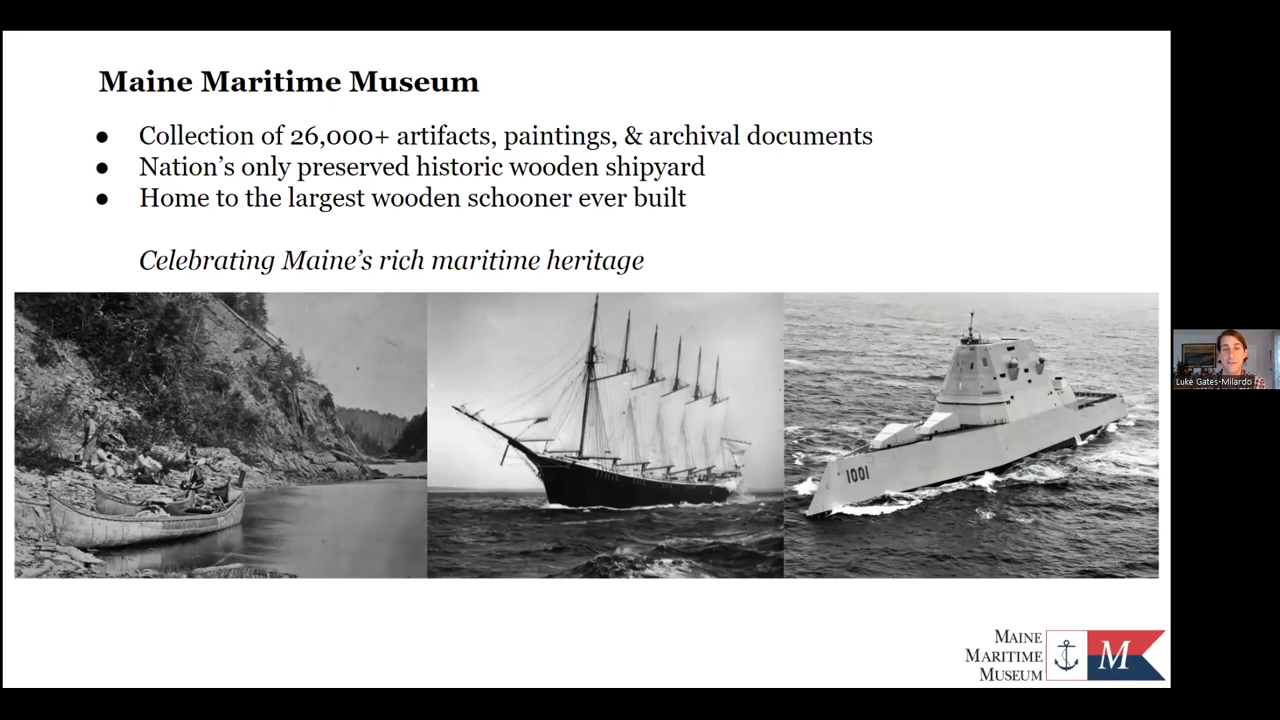 Maine Maritime Museum
● Collection of 26,000+ artifacts, paintings, & archival documents
● Nation's only preserved historic wooden shipyard
● Home to the largest wooden schooner ever built
Celebrating Maine's rich maritime heritage
1001
Luke Gates-Milardo
MAINE
MARITIME
MUSEUM
M